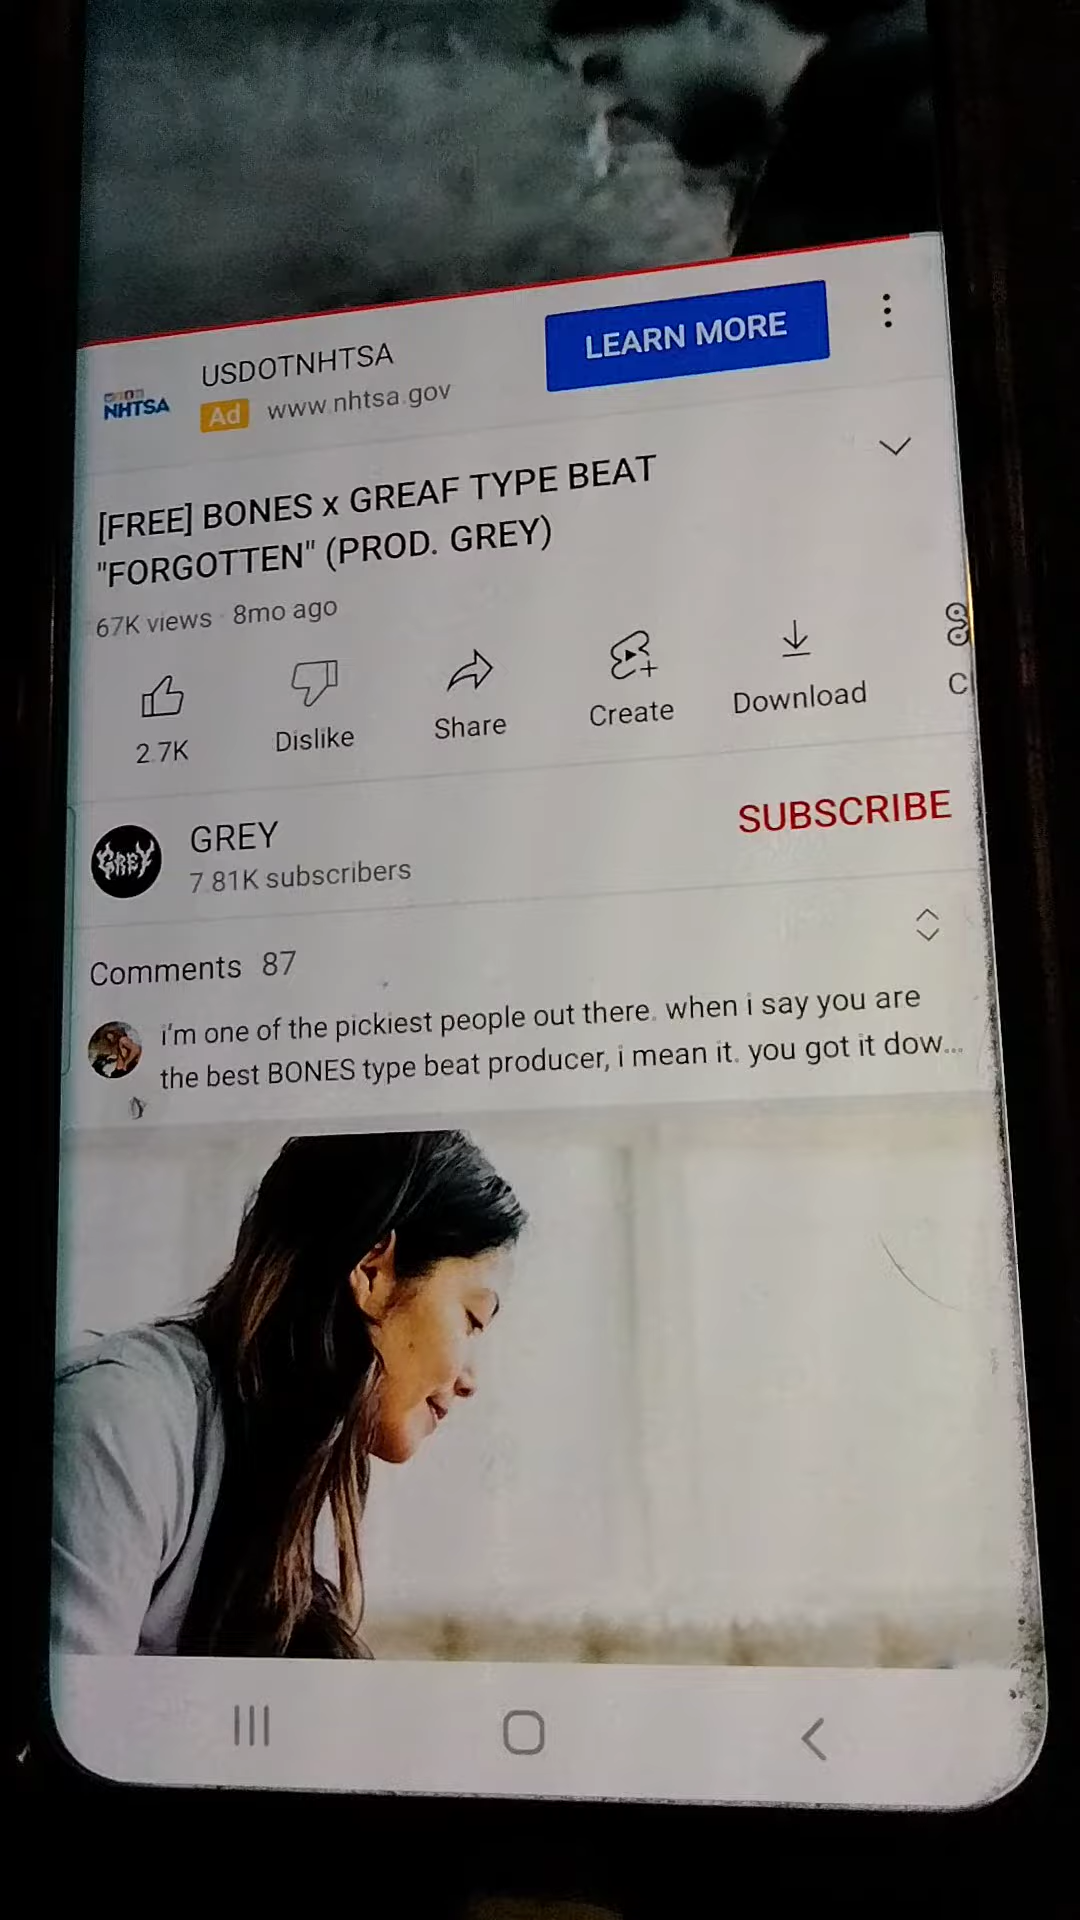 NHTSA
USDOTNHTSA
LEARN MORE
Ad www.nhtsa.gov
[FREE] BONES x GREAF TYPE BEAT
"FORGOTTEN" (PROD. GREY)
67K views · 8mo ago
2.7K
Dislike
Share
Create
Download
C
GREY
GREY
7.81K subscribers
SUBSCRIBE
Comments 87
i'm one of the pickiest people out there. when i say you are
the best BONES type beat producer, i mean it. you got it dow...